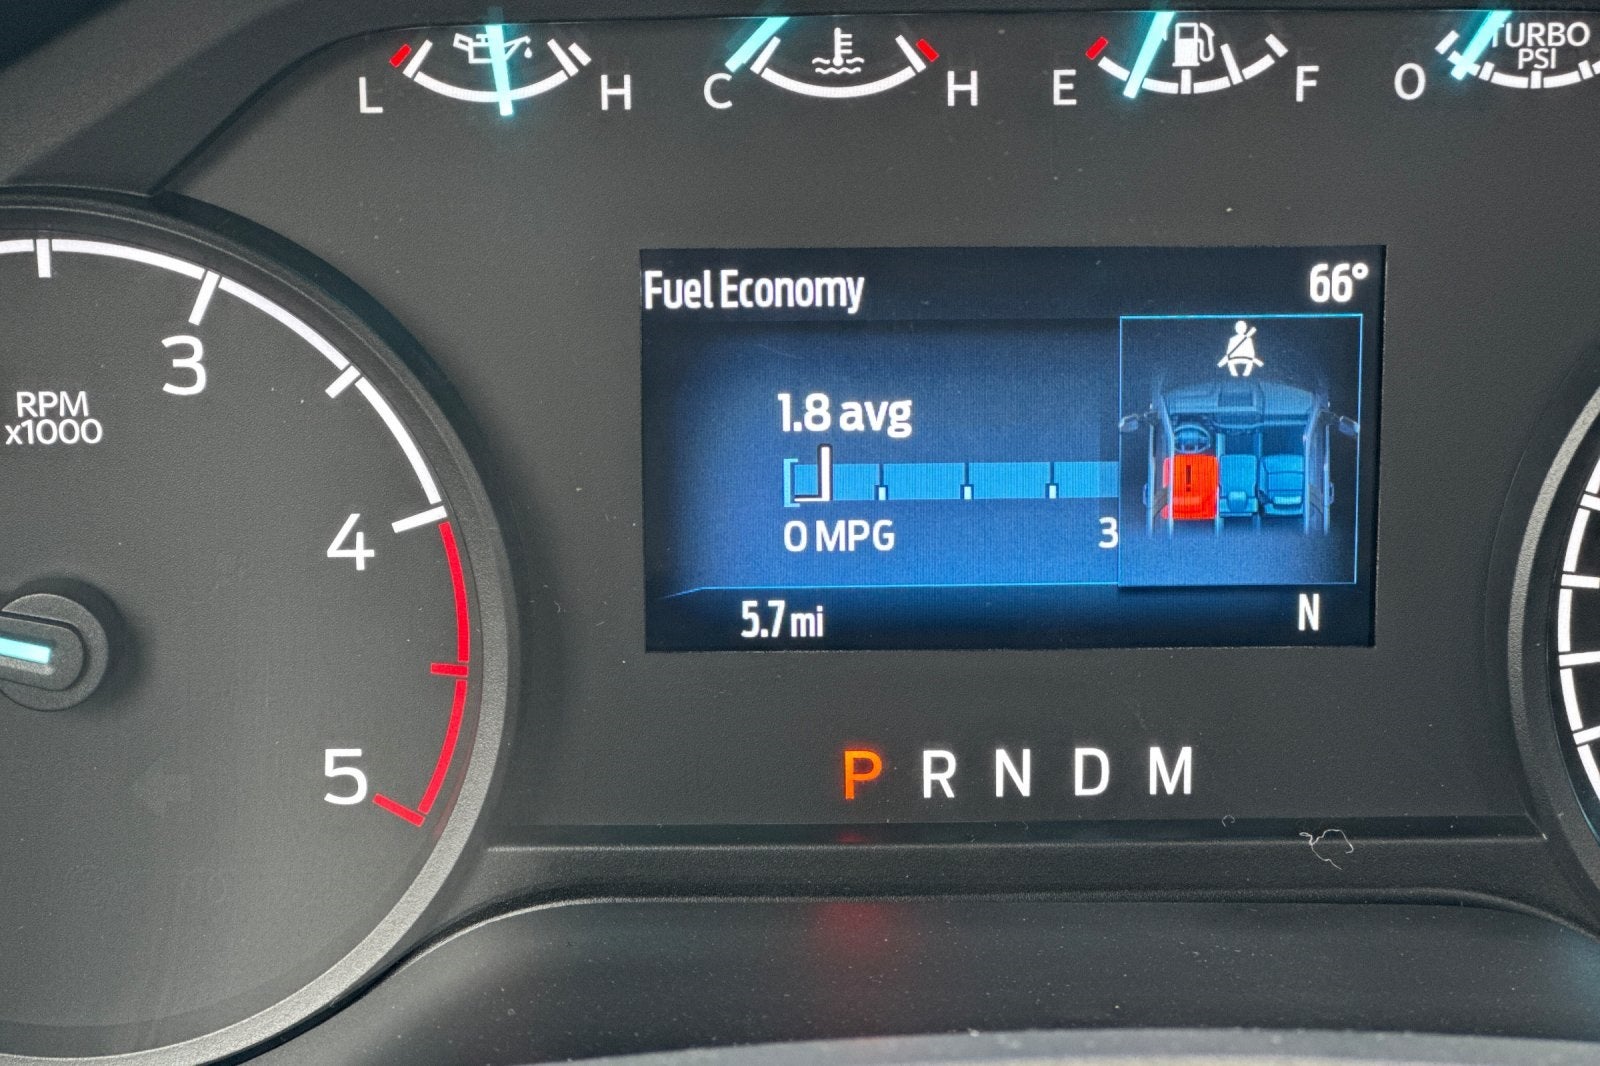 L H C H E F O TURBO
PSI
Fuel Economy 66°
3
RPM
x1000
1.8 avg
4
0 MPG 3
5.7 mi N
5
P R N D M